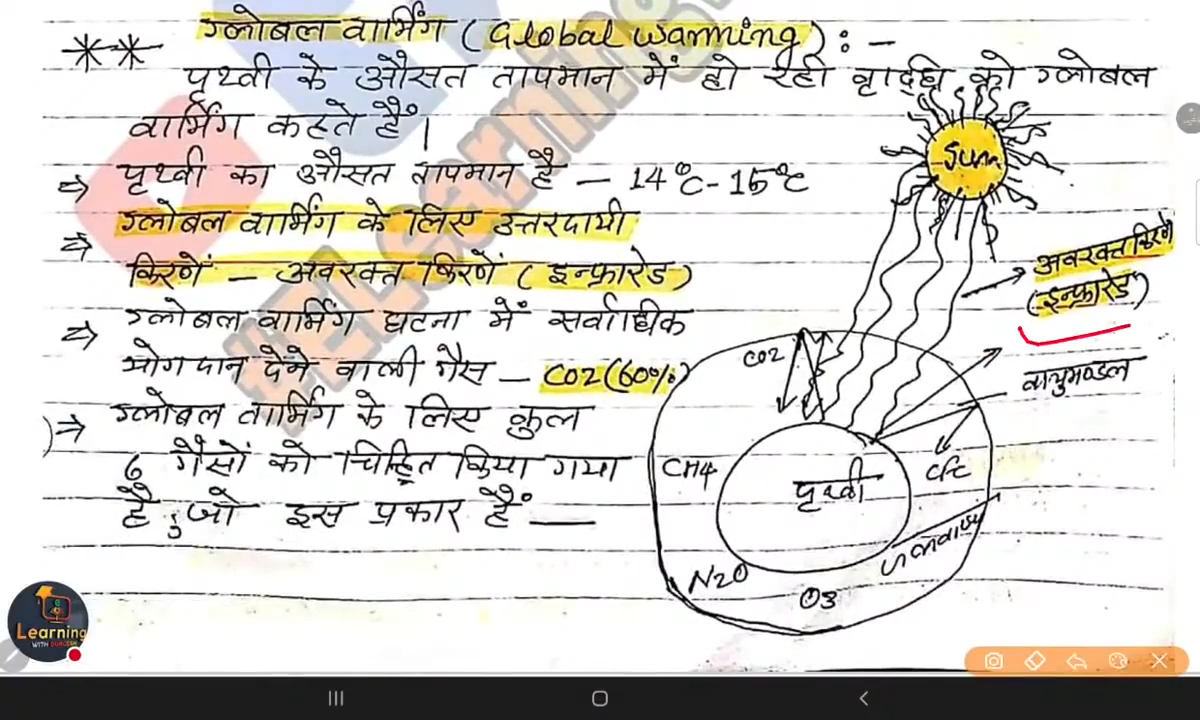 ग्लोबल वार्मिंग (Global Warming) : -
पृथ्वी के औसत तापमान में हो रही वृद्धि को ग्लोबल
वार्मिंग कहते हैं।
⇒ पृथ्वी का औसत तापमान है – 14°c - 15°c
⇒ ग्लोबल वार्मिंग के लिए उत्तरदायी
किरणें – अवरक्त किरणें (इन्फ्रारेड)
⇒ ग्लोबल वार्मिंग घटना में सर्वाधिक
योगदान देने वाली गैस – CO2 (60%)
⇒ ग्लोबल वार्मिंग के लिए कुल
6 गैसों को चिन्हित किया गया
है, जो इस प्रकार हैं —
Sun
अवरक्त किरणें
(इन्फ्रारेड)
वायुमण्डल
CO2
CH4
पृथ्वी
CFC
जलवाष्प
N2O
O3
#ELearning
Learning
WITH